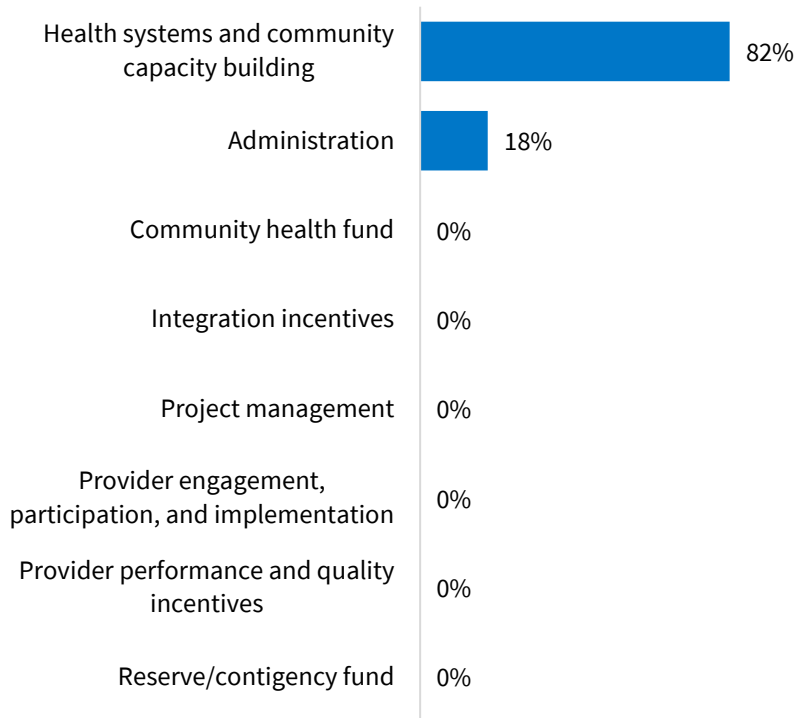 Health systems and community
capacity building
82%
Administration
18%
Community health fund
0%
Integration incentives
0%
Project management
0%
Provider engagement,
participation, and implementation
0%
Provider performance and quality
incentives
0%
Reserve/contigency fund
0%